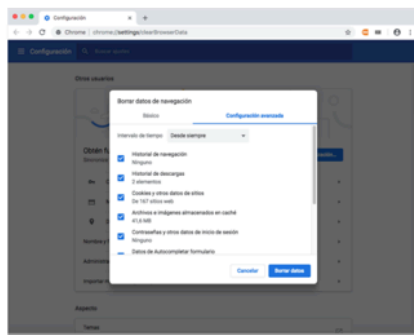 Configuración
Chrome | chrome://settings/clearBrowserData
Configuración
Buscar ajustes
Otros usuarios
Borrar datos de navegación
Básico
Configuración avanzada
Intervalo de tiempo
Desde siempre
Historial de navegación
Ninguno
Historial de descargas
3 elementos
Cookies y otros datos de sitios
De 167 sitios web
Archivos e imágenes almacenados en caché
41,6 MB
Contraseñas y otros datos de inicio de sesión
Ninguno
Datos de Autocompletar formulario
Cancelar
Borrar datos
Aspecto
Temas